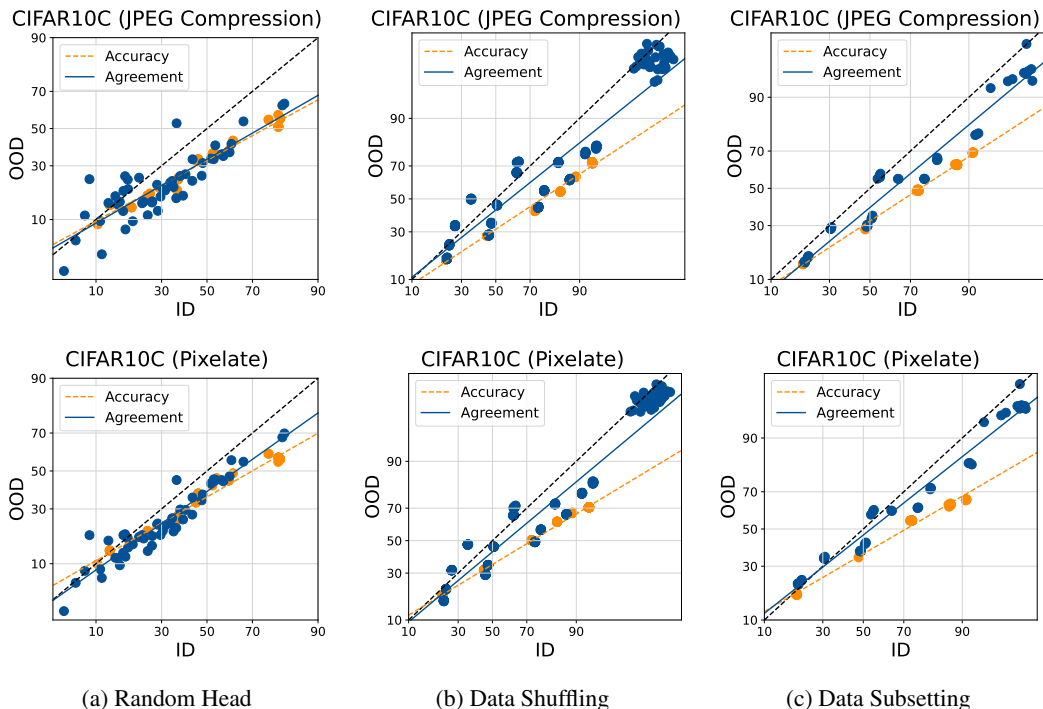 CIFAR10C (JPEG Compression) CIFAR10C (JPEG Compression) CIFAR10C (JPEG Compression)
90
70
50
30
10
OOD
Accuracy
Agreement
10 30 50 70 90
ID
90
70
50
30
10
OOD
Accuracy
Agreement
10 30 50 70 90
ID
90
70
50
30
10
OOD
Accuracy
Agreement
10 30 50 70 90
ID
CIFAR10C (Pixelate) CIFAR10C (Pixelate) CIFAR10C (Pixelate)
90
70
50
30
10
OOD
Accuracy
Agreement
10 30 50 70 90
ID
90
70
50
30
10
OOD
Accuracy
Agreement
10 30 50 70 90
ID
90
70
50
30
10
OOD
Accuracy
Agreement
10 30 50 70 90
ID
(a) Random Head (b) Data Shuffling (c) Data Subsetting